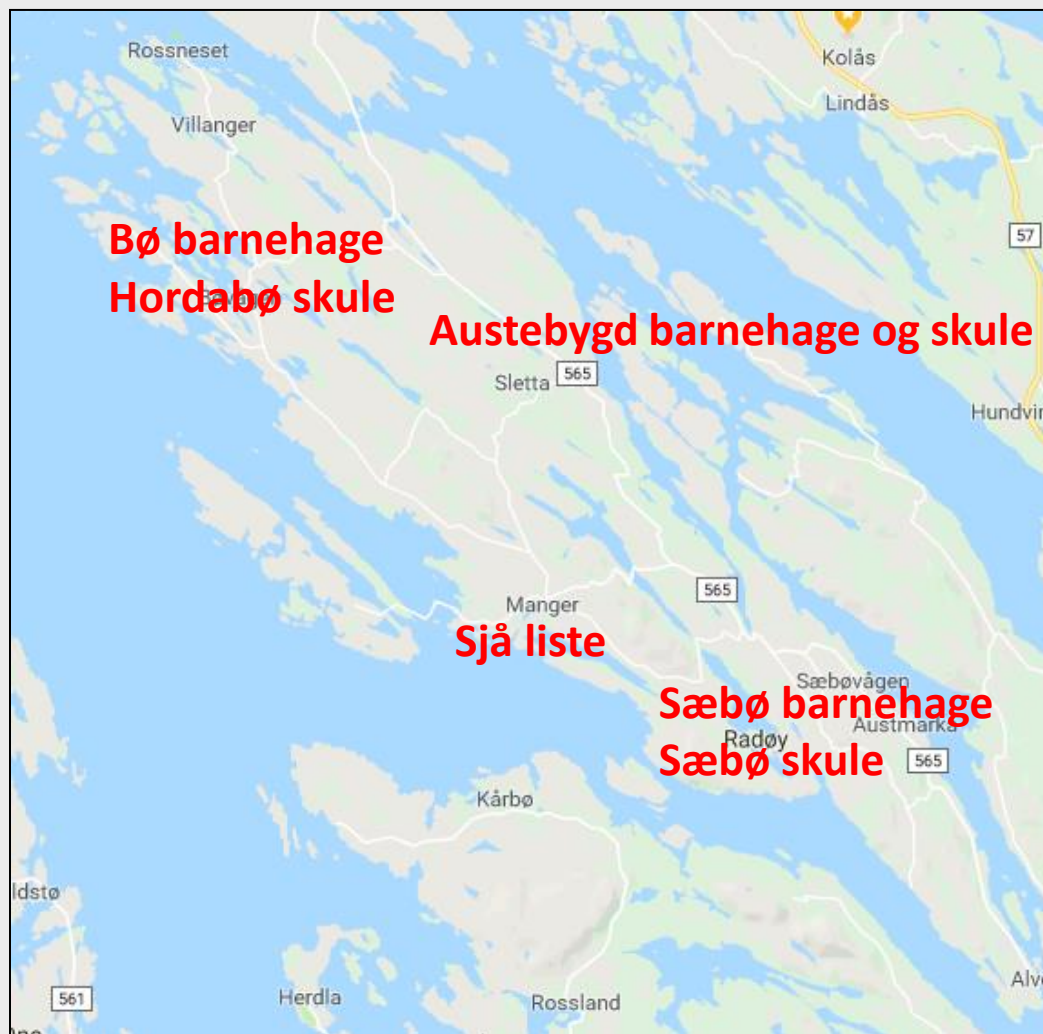 Rossneset
Kolås
Lindås
Villanger
57
Bø barnehage
Hordabø skule
Austebygd barnehage og skule
Sletta
565
Hundvin
565
Manger
Sjå liste
Sæbøvågen
Sæbø barnehage
Austmarka
Radøy
Sæbø skule
565
Kårbø
ldstø
561
Herdla
Rossland
Alve